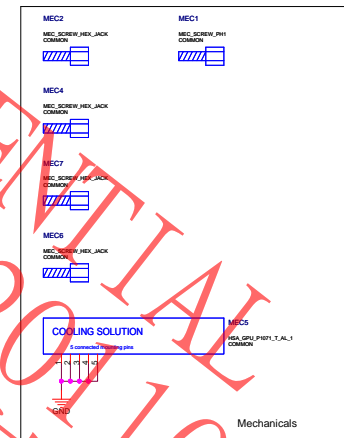 MEC2
MEC_SCREW_HEX_JACK
COMMON
MEC1
MEC_SCREW_PH1
COMMON
MEC4
MEC_SCREW_HEX_JACK
COMMON
MEC7
MEC_SCREW_HEX_JACK
COMMON
MEC6
MEC_SCREW_HEX_JACK
COMMON
COOLING SOLUTION
5 connected mounting pins
MEC5
HSA_GPU_P1071_T_AL_1
COMMON
1 2 3 4 5
GND
Mechanicals